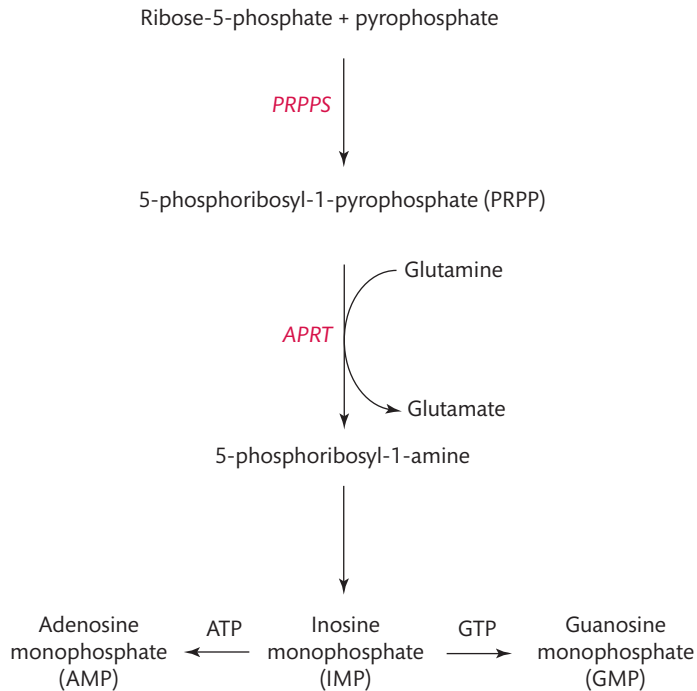 Ribose-5-phosphate + pyrophosphate
PRPPS
5-phosphoribosyl-1-pyrophosphate (PRPP)
Glutamine
APRT
Glutamate
5-phosphoribosyl-1-amine
Adenosine
monophosphate
(AMP)
ATP
Inosine
monophosphate
(IMP)
GTP
Guanosine
monophosphate
(GMP)